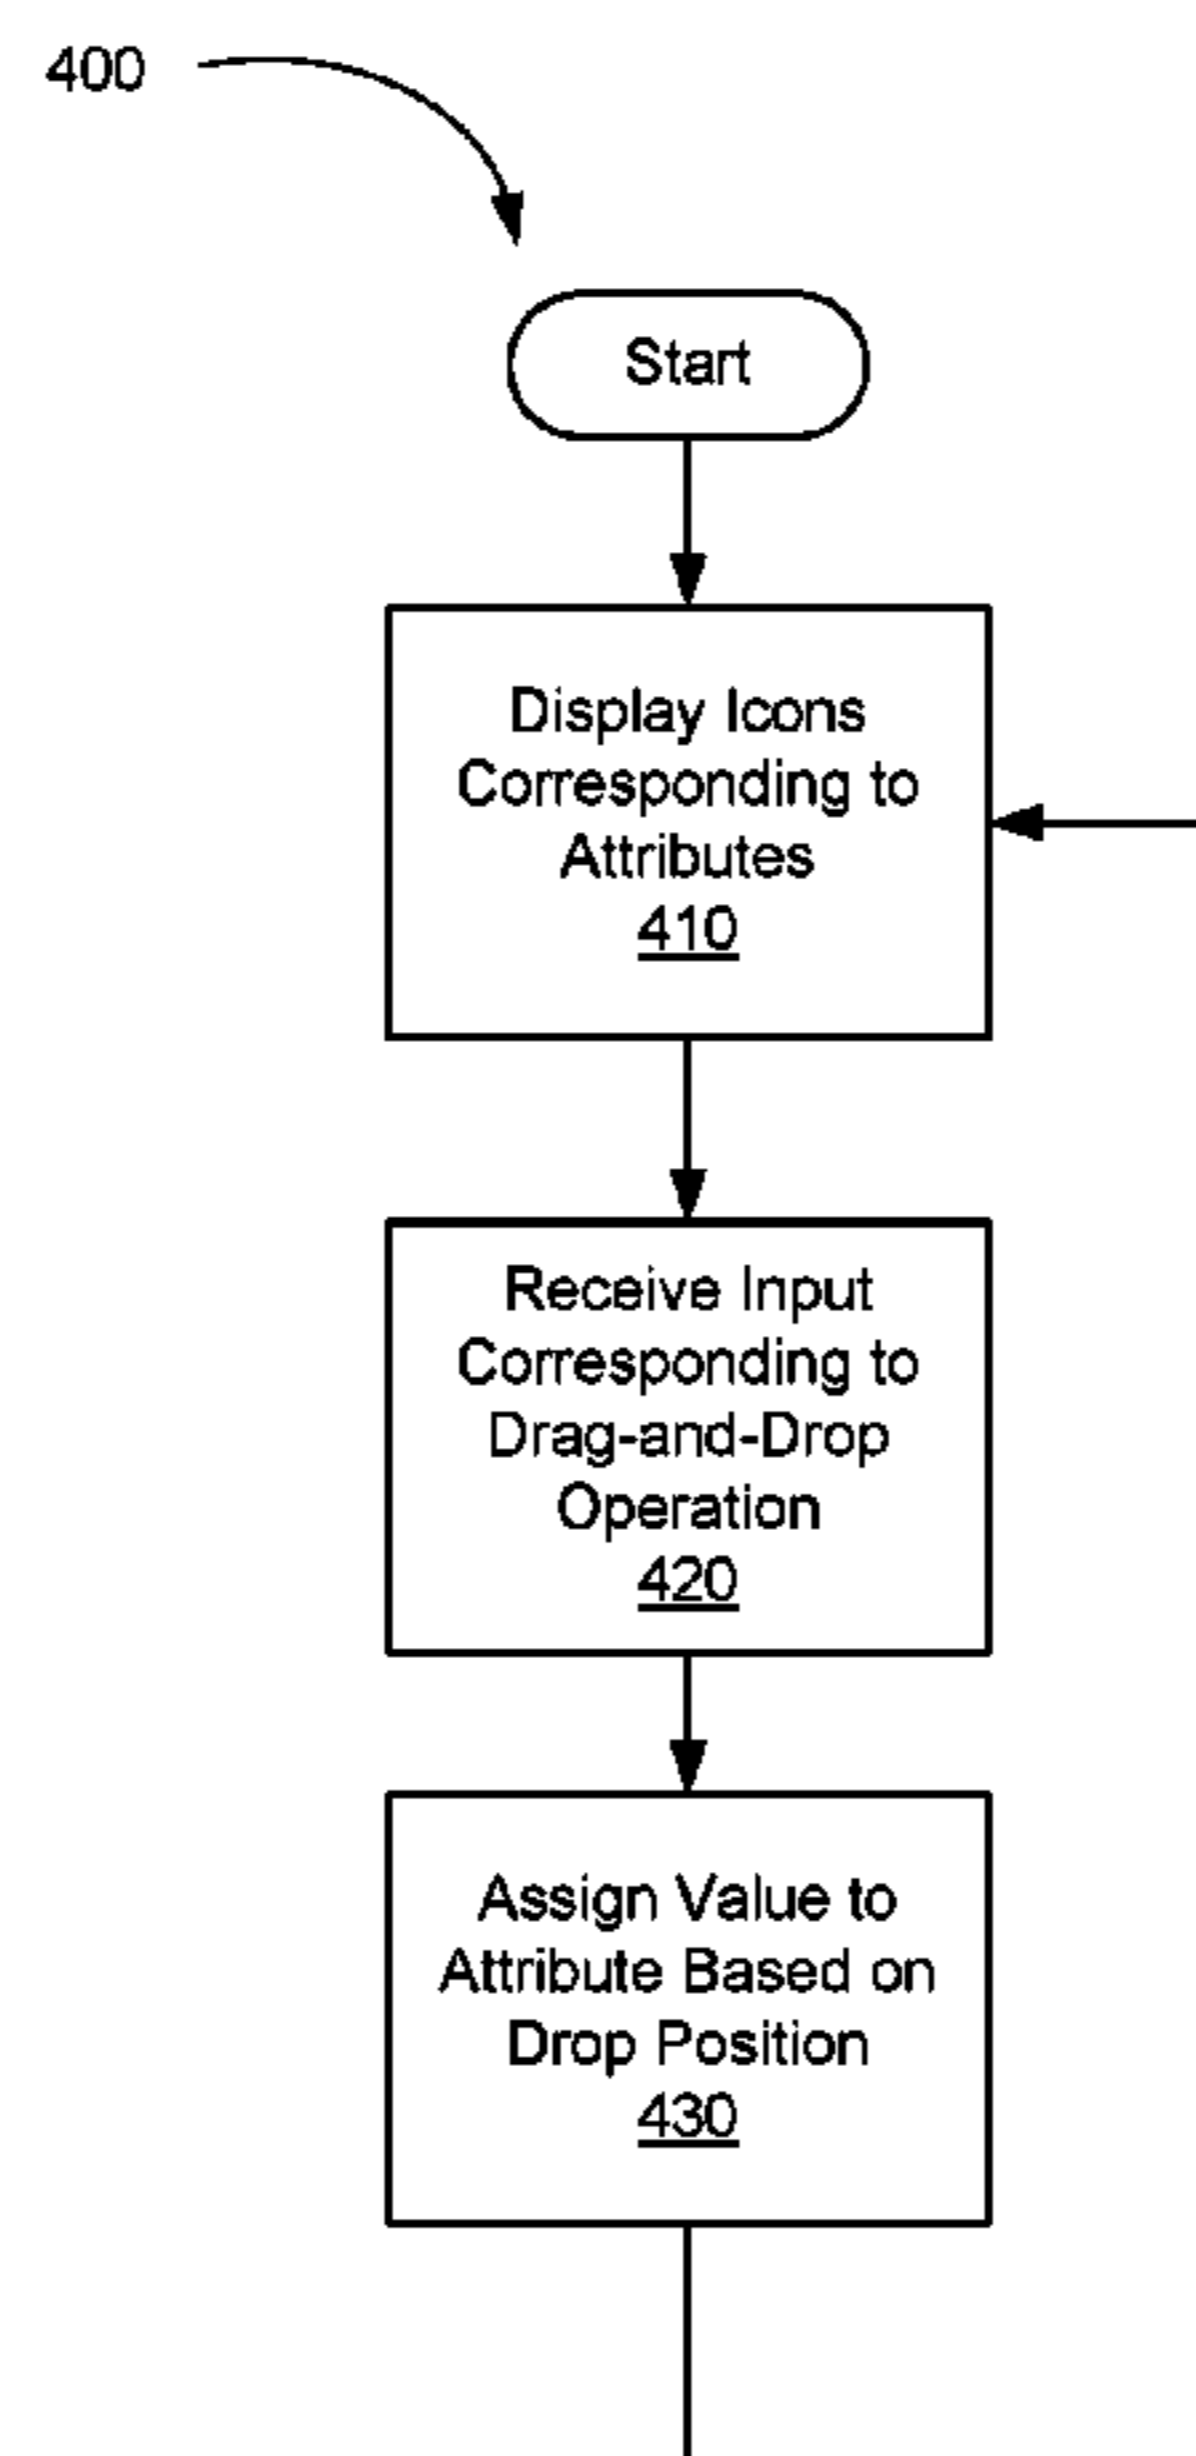 400
Start
Display Icons
Corresponding to
Attributes
410
Receive Input
Corresponding to
Drag-and-Drop
Operation
420
Assign Value to
Attribute Based on
Drop Position
430